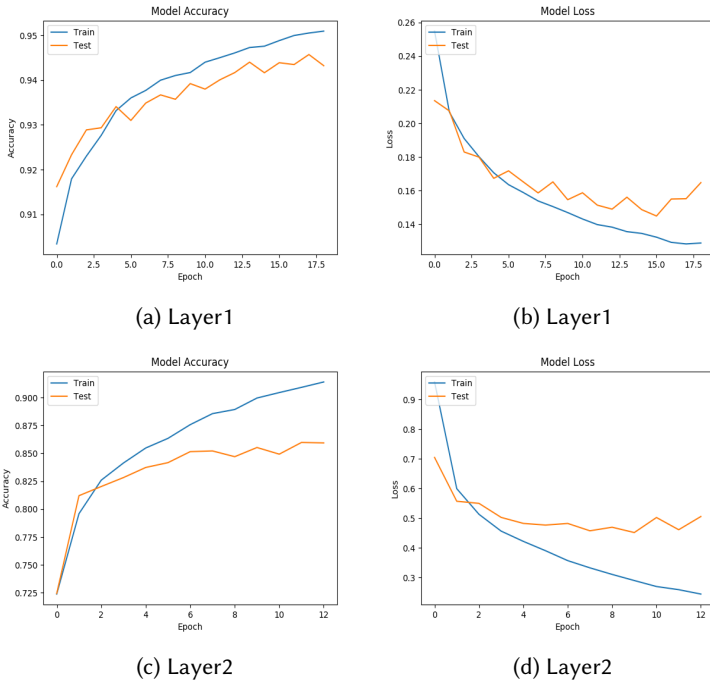 Model Accuracy
Train
Test
0.95
0.94
0.93
0.92
0.91
Accuracy
0.0 2.5 5.0 7.5 10.0 12.5 15.0 17.5
Epoch
(a) Layer1
Model Loss
Train
Test
0.26
0.24
0.22
0.20
0.18
0.16
0.14
Loss
0.0 2.5 5.0 7.5 10.0 12.5 15.0 17.5
Epoch
(b) Layer1
Model Accuracy
Train
Test
0.900
0.875
0.850
0.825
0.800
0.775
0.750
0.725
Accuracy
0 2 4 6 8 10 12
Epoch
(c) Layer2
Model Loss
Train
Test
0.9
0.8
0.7
0.6
0.5
0.4
0.3
Loss
0 2 4 6 8 10 12
Epoch
(d) Layer2